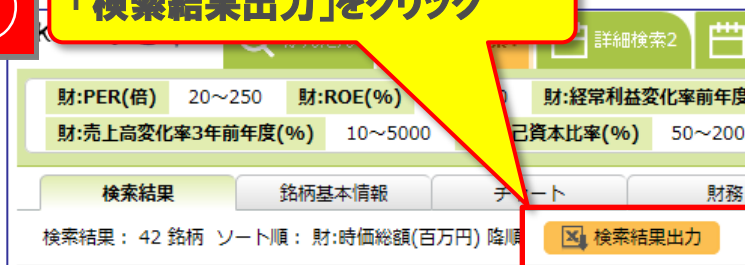 「検索結果出力」をクリック
詳細検索2
財:PER(倍) 20～250 財:ROE(%) 財:経常利益変化率前年度
財:売上高変化率3年前年度(%) 10～5000 己資本比率(%) 50～200
検索結果 銘柄基本情報 チャート 財務
検索結果： 42 銘柄 ソート順： 財:時価総額(百万円) 降順 検索結果出力